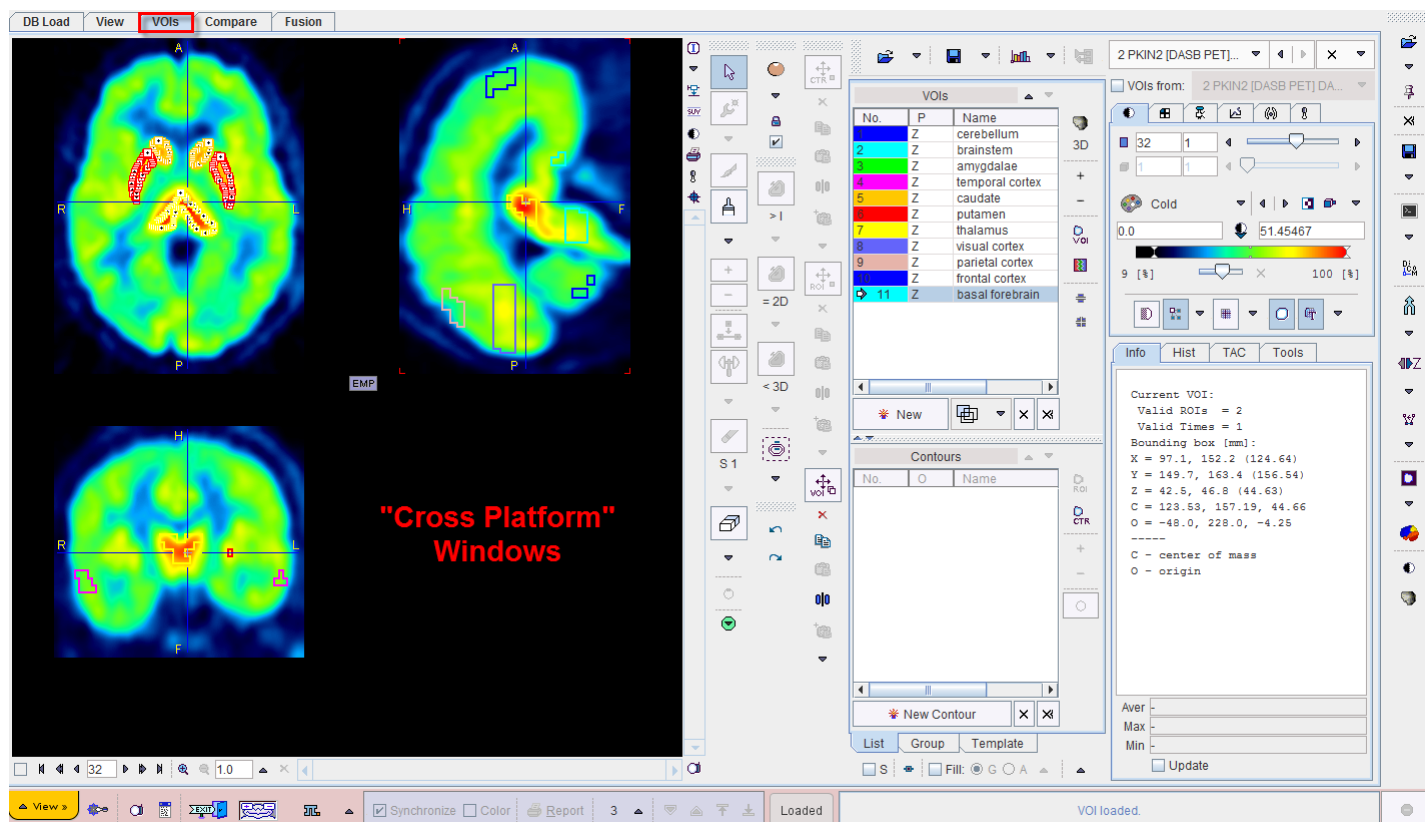 DB Load View VOIs Compare Fusion
A
R L
P
A
H F
P
EMP
H
R L
F
"Cross Platform"
Windows
SUV
S 1
> I
= 2D
< 3D
CTR
ROI
VOI
VOIs
No. P Name
1 Z cerebellum
2 Z brainstem
3 Z amygdalae
4 Z temporal cortex
5 Z caudate
6 Z putamen
7 Z thalamus
8 Z visual cortex
9 Z parietal cortex
10 Z frontal cortex
11 Z basal forebrain
3D
VOI
New
Contours
No. O Name
ROI
CTR
New Contour
List Group Template
S Fill: G O A
2 PKIN2 [DASB PET]...
VOIs from: 2 PKIN2 [DASB PET] DA...
32 1
1 1
Cold
0.0 51.45467
9 [%] 100 [%]
Info Hist TAC Tools
Current VOI:
Valid ROIs = 2
Valid Times = 1
Bounding box [mm]:
X = 97.1, 152.2 (124.64)
Y = 149.7, 163.4 (156.54)
Z = 42.5, 46.8 (44.63)
C = 123.53, 157.19, 44.66
O = -48.0, 228.0, -4.25
-----
C - center of mass
O - origin
Aver -
Max -
Min -
Update
32 1.0
View »
EXIT
Synchronize Color Report 3
Loaded
VOI loaded.